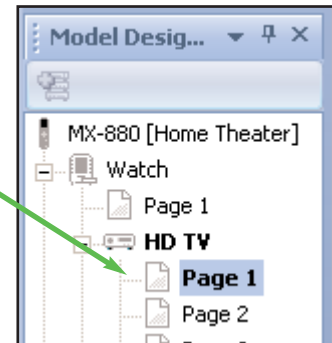 Model Desig...
MX-880 [Home Theater]
Watch
Page 1
HD TV
Page 1
Page 2